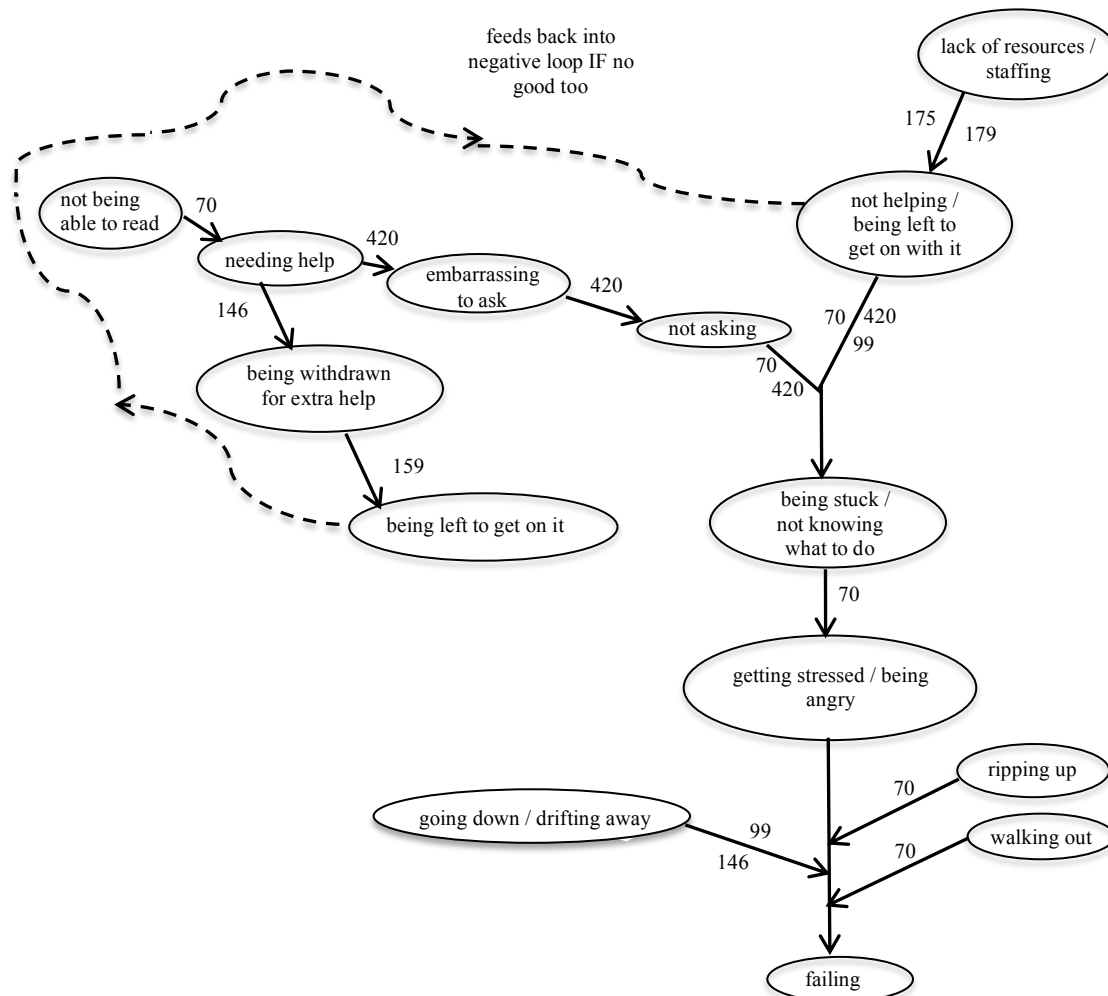 feeds back into
negative loop IF no
good too
lack of resources /
staffing
175
179
not being
able to read
70
needing help
420
embarrassing
to ask
420
not asking
not helping /
being left to
get on with it
146
70
420
99
70
420
being withdrawn
for extra help
159
being left to get on it
being stuck /
not knowing
what to do
70
getting stressed / being
angry
ripping up
70
going down / drifting away
99
146
walking out
70
failing